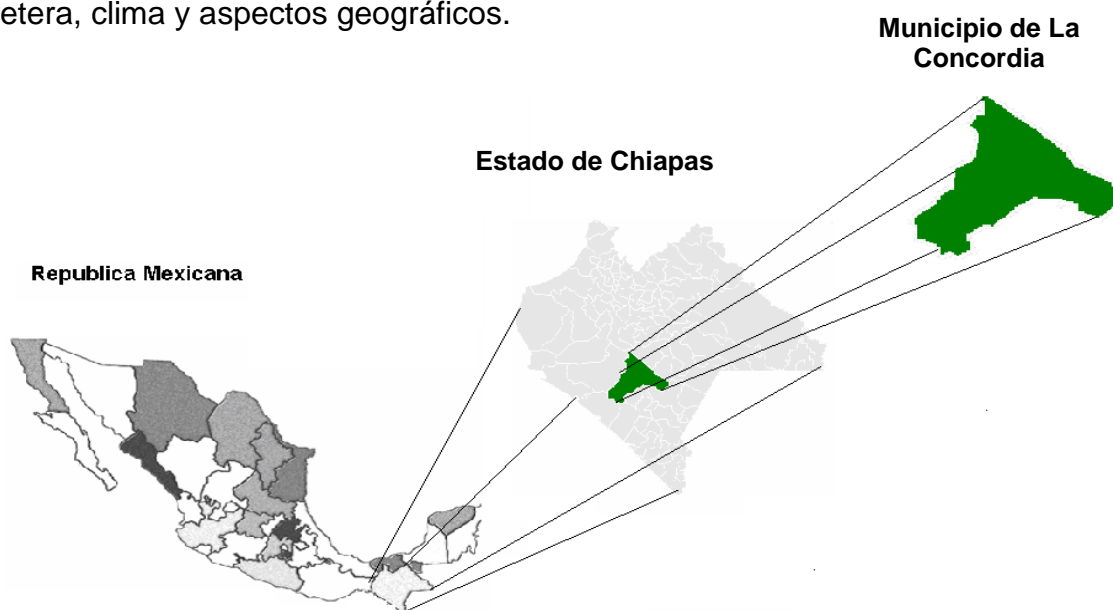 etera, clima y aspectos geográficos.
Municipio de La
Concordia
Estado de Chiapas
Republica Mexicana